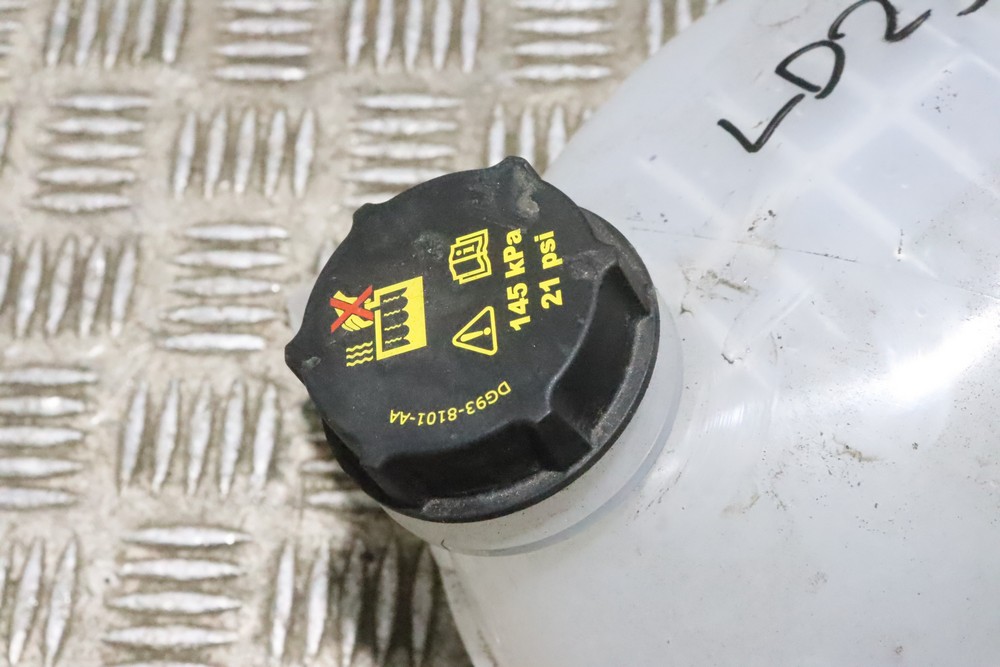 145 kPa
21 psi
DG93-8101-AA
LD2